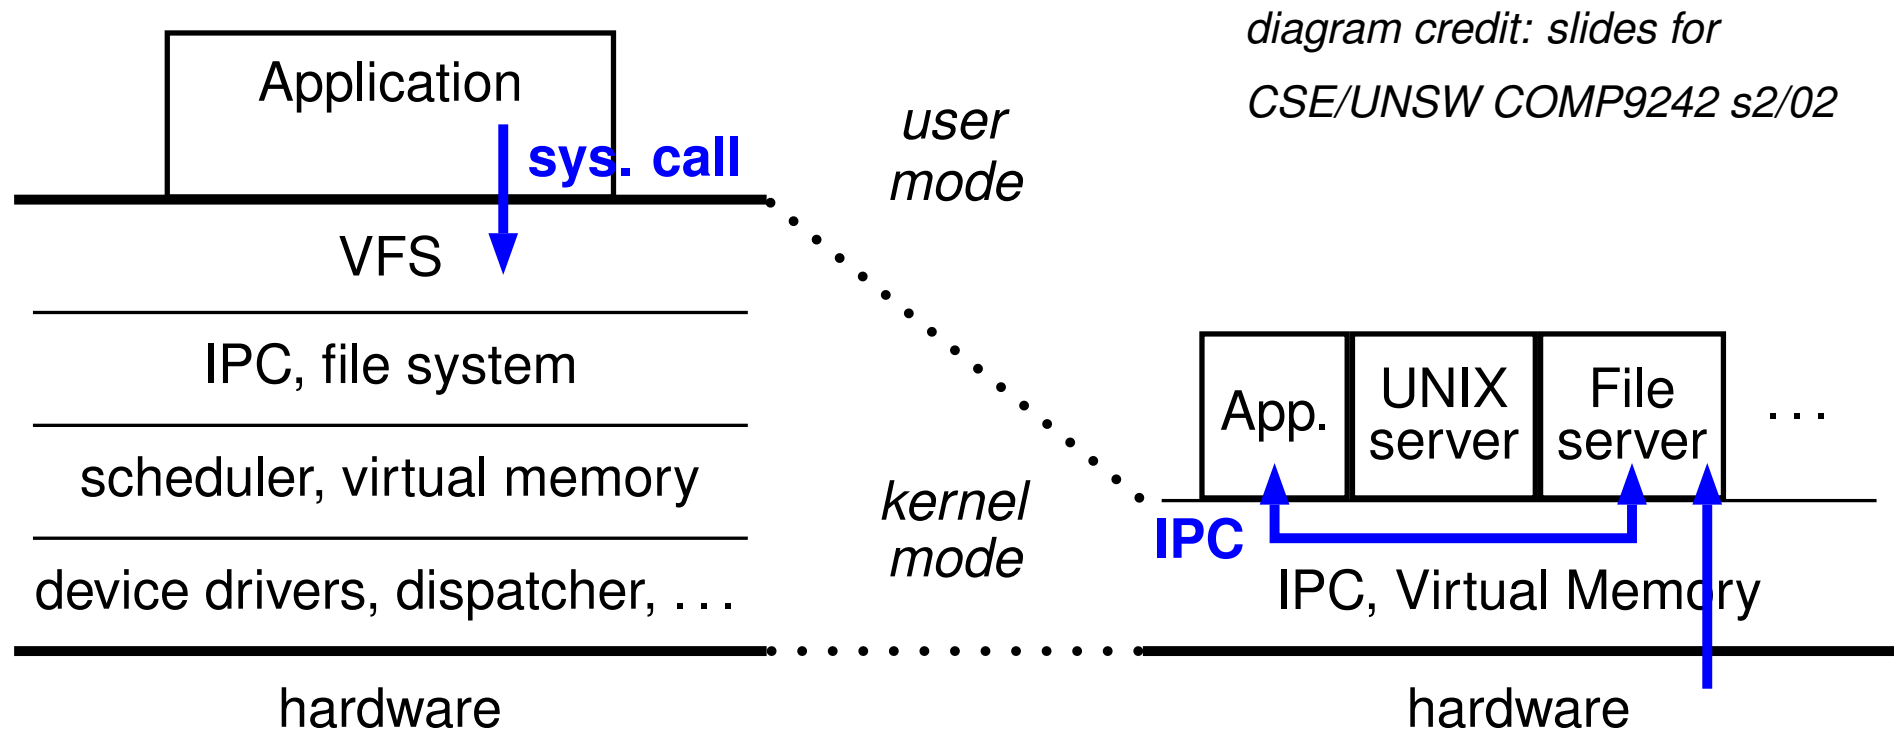 diagram credit: slides for
CSE/UNSW COMP9242 s2/02
Application
sys. call
VFS
IPC, file system
scheduler, virtual memory
device drivers, dispatcher, . . .
hardware
user
mode
kernel
mode
App.
UNIX
server
File
server
. . .
IPC
IPC, Virtual Memory
hardware